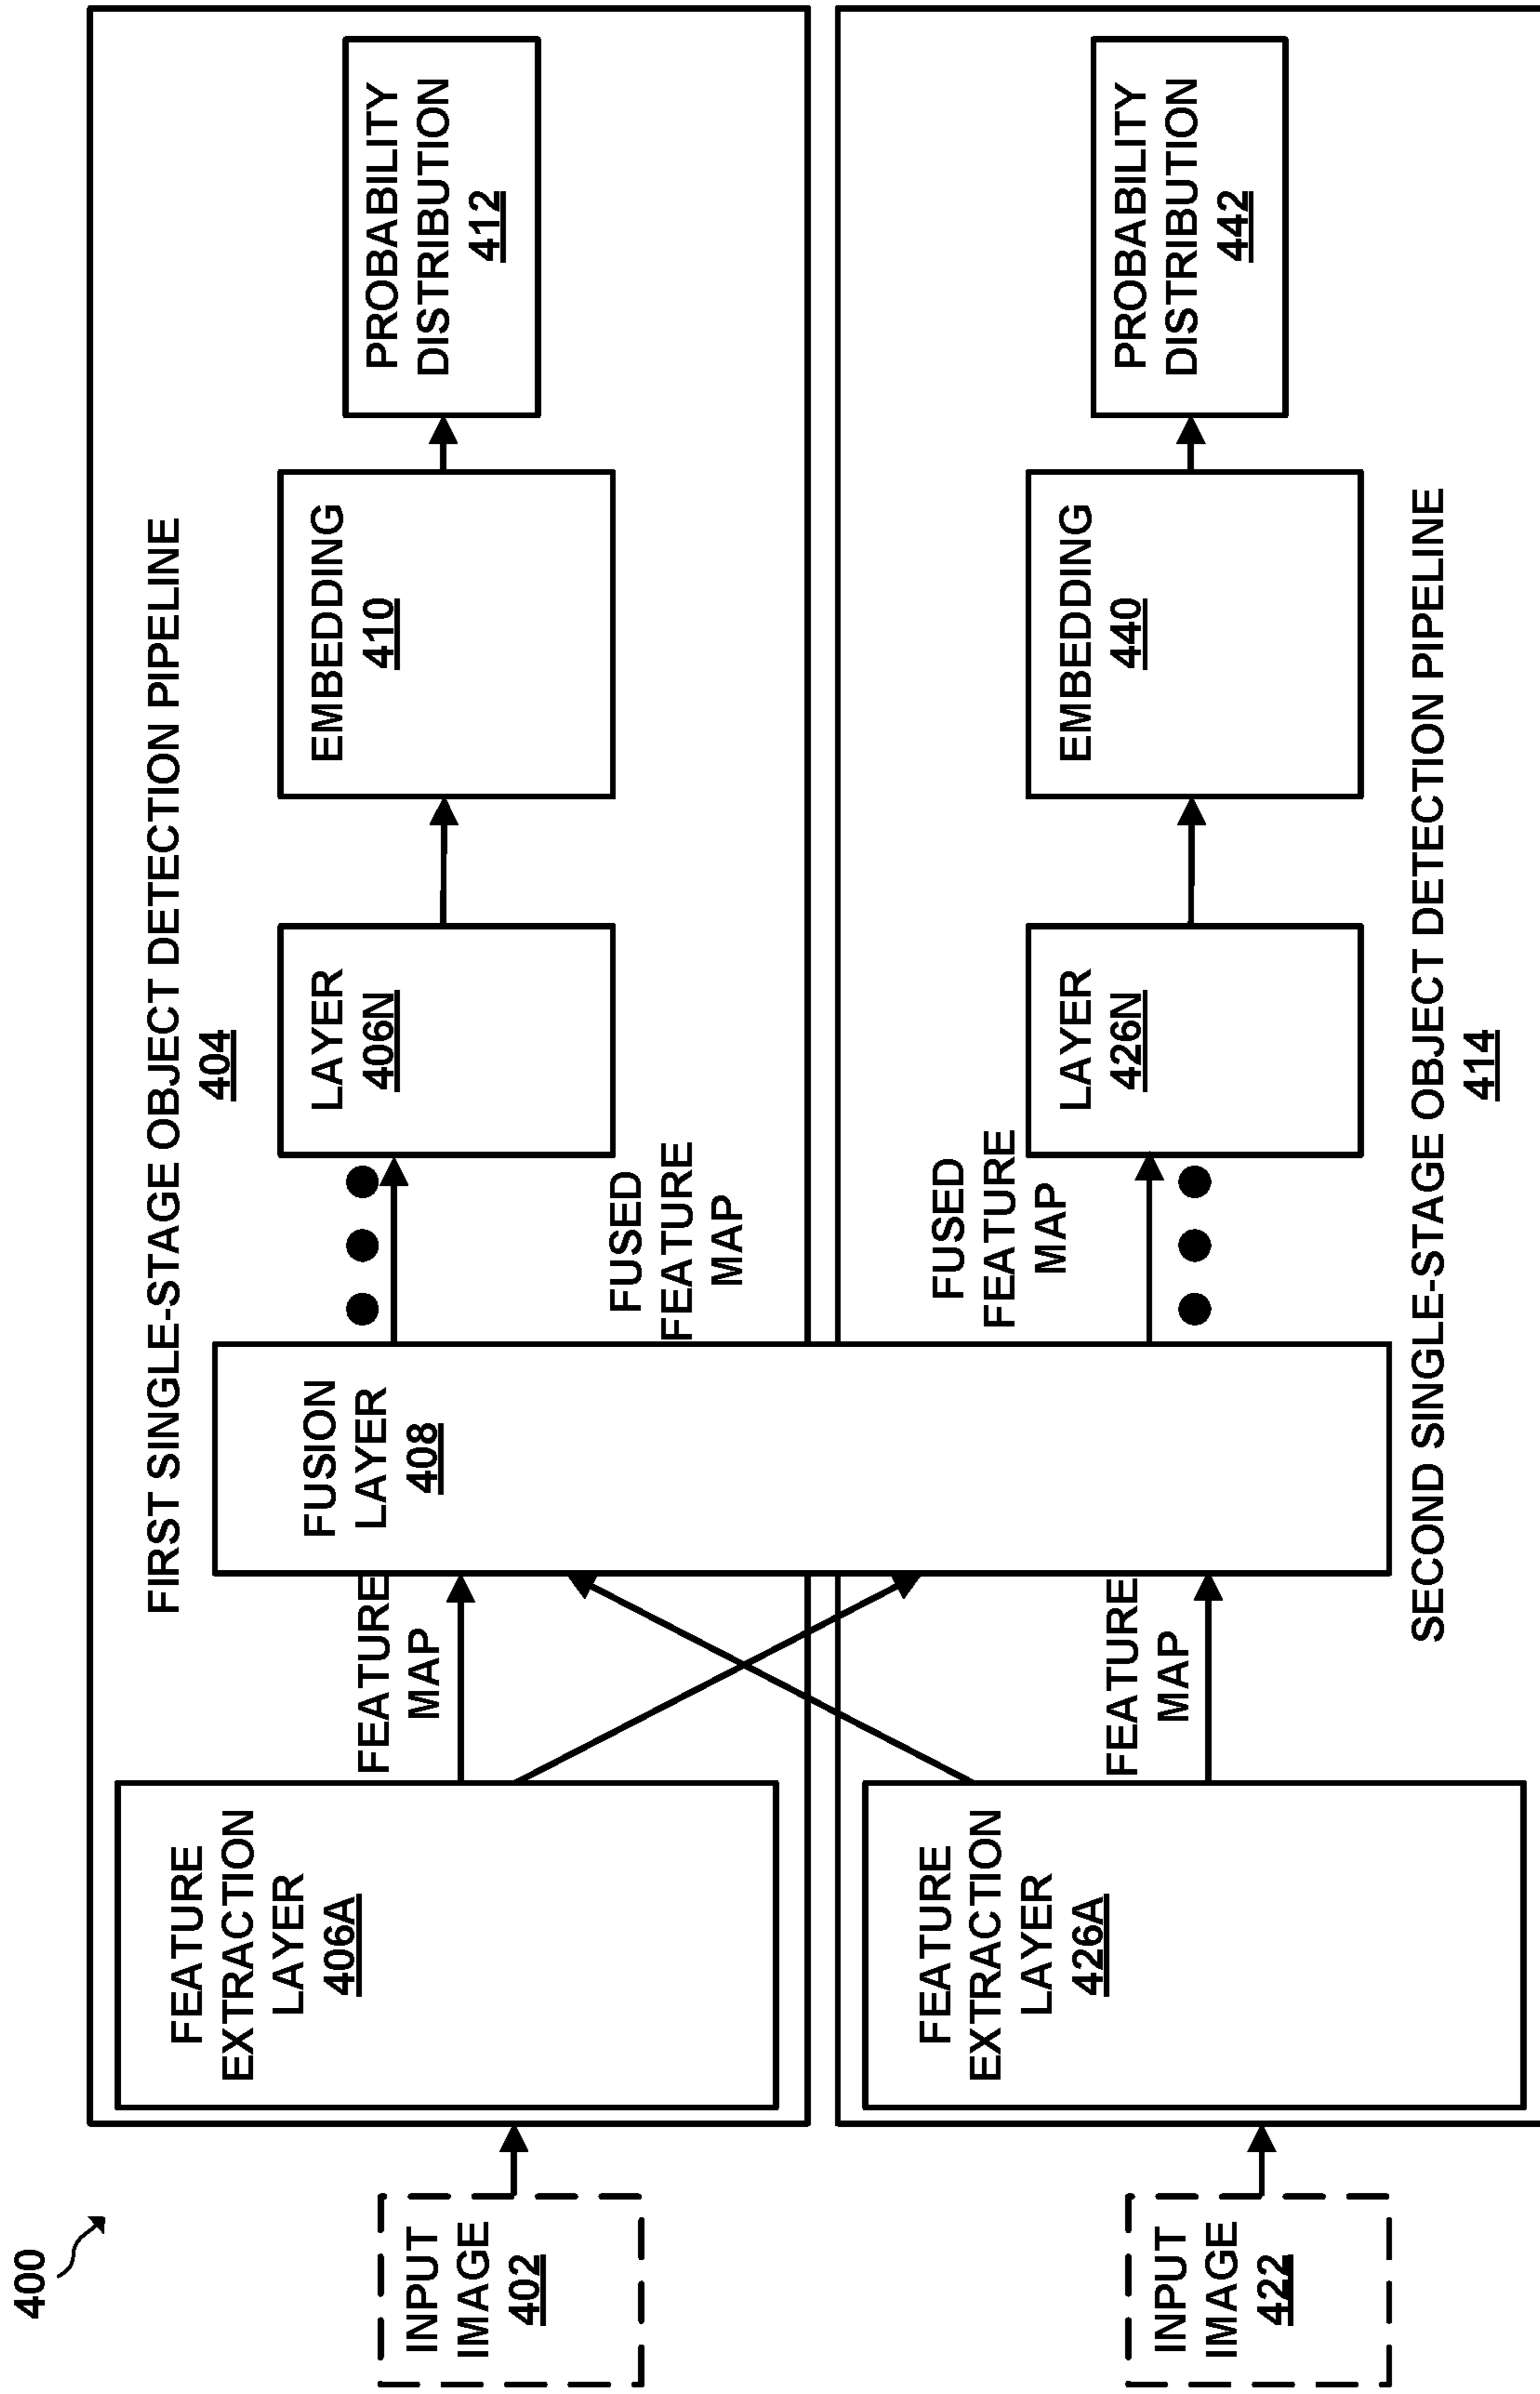 400
FIRST SINGLE-STAGE OBJECT DETECTION PIPELINE
404
INPUT
IMAGE
402
FEATURE
EXTRACTION
LAYER
406A
FEATURE
MAP
FUSION
LAYER
408
FUSED
FEATURE
MAP
LAYER
406N
EMBEDDING
410
PROBABILITY
DISTRIBUTION
412
INPUT
IMAGE
422
FEATURE
EXTRACTION
LAYER
426A
FEATURE
MAP
FUSED
FEATURE
MAP
LAYER
426N
EMBEDDING
440
PROBABILITY
DISTRIBUTION
442
SECOND SINGLE-STAGE OBJECT DETECTION PIPELINE
414